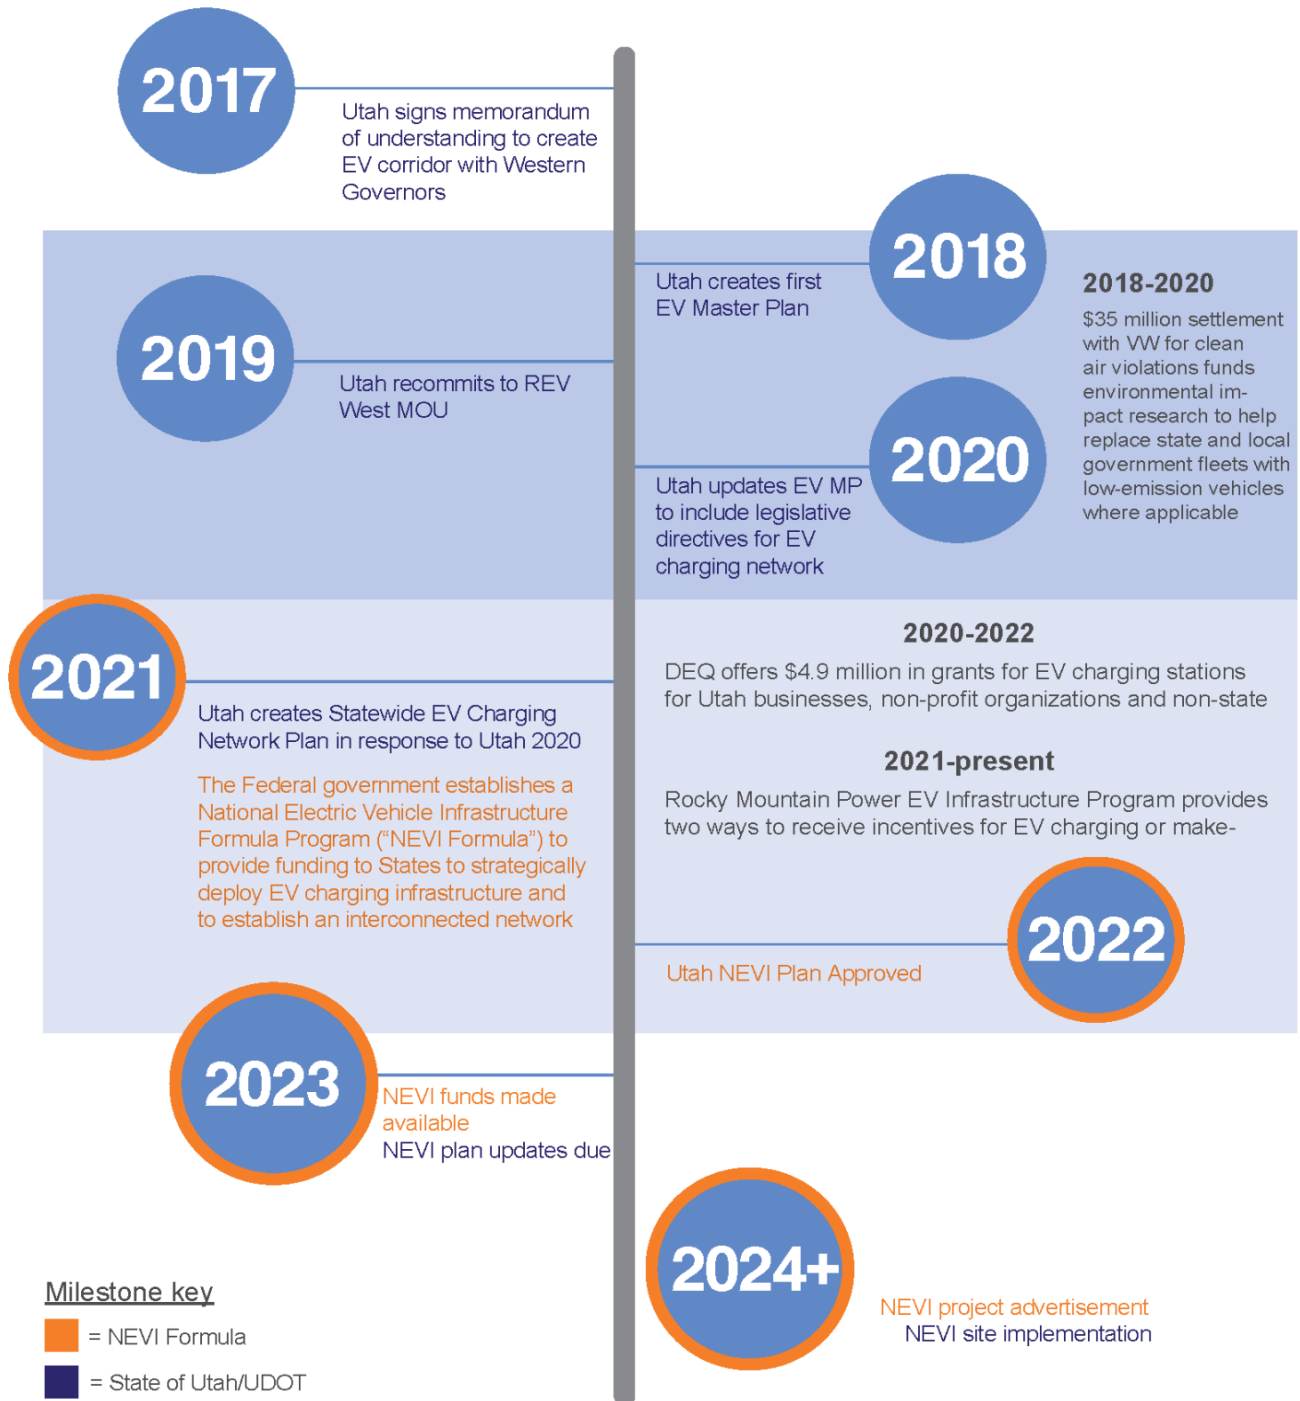 2017
Utah signs memorandum
of understanding to create
EV corridor with Western
Governors
2018
Utah creates first
EV Master Plan
2018-2020
$35 million settlement
with VW for clean
air violations funds
environmental im-
pact research to help
replace state and local
government fleets with
low-emission vehicles
where applicable
2019
Utah recommits to REV
West MOU
2020
Utah updates EV MP
to include legislative
directives for EV
charging network
2021
Utah creates Statewide EV Charging
Network Plan in response to Utah 2020
The Federal government establishes a
National Electric Vehicle Infrastructure
Formula Program (“NEVI Formula”) to
provide funding to States to strategically
deploy EV charging infrastructure and
to establish an interconnected network
2020-2022
DEQ offers $4.9 million in grants for EV charging stations
for Utah businesses, non-profit organizations and non-state
2021-present
Rocky Mountain Power EV Infrastructure Program provides
two ways to receive incentives for EV charging or make-
2022
Utah NEVI Plan Approved
2023
NEVI funds made
available
NEVI plan updates due
2024+
NEVI project advertisement
NEVI site implementation
Milestone key
= NEVI Formula
= State of Utah/UDOT